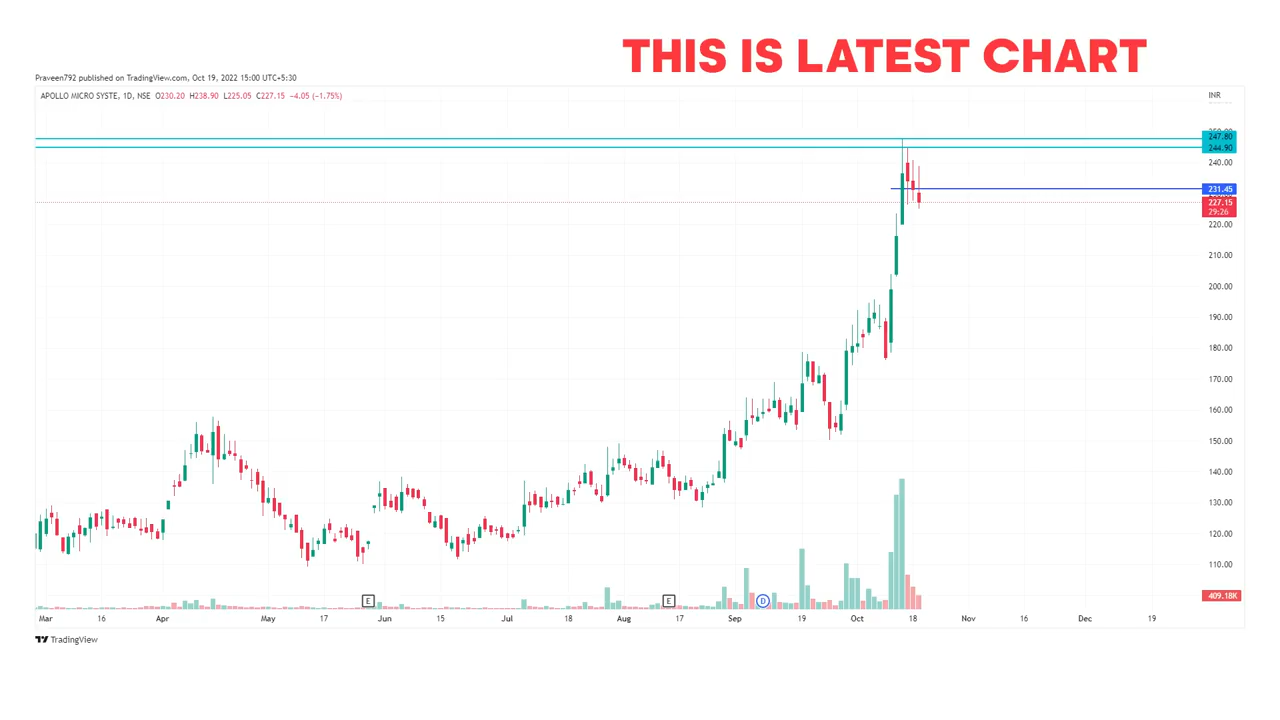 THIS IS LATEST CHART
Praveen792 published on TradingView.com, Oct 19, 2022 15:00 UTC+5:30
APOLLO MICRO SYSTE, 1D, NSE O230.20 H238.90 L225.05 C227.15 −4.05 (−1.75%)
INR
247.80
244.90
240.00
231.45
227.15
29:26
220.00
210.00
200.00
190.00
180.00
170.00
160.00
150.00
140.00
130.00
120.00
110.00
409.18K
E E D
Mar 16 Apr May 17 Jun 15 Jul 18 Aug 17 Sep 19 Oct 18 Nov 16 Dec 19
TradingView